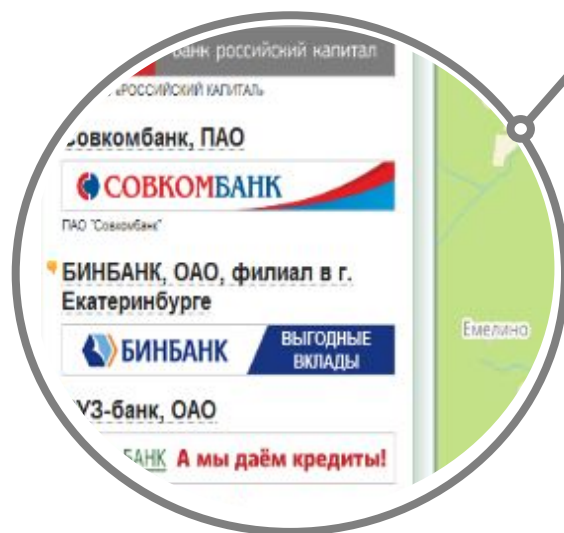 банк российский капитал
«РОССИЙСКИЙ КАПИТАЛ»
Совкомбанк, ПАО
СОВКОМБАНК
ПАО "Совкомбанк"
БИНБАНК, ОАО, филиал в г.
Екатеринбурге
БИНБАНК
ВЫГОДНЫЕ
ВКЛАДЫ
УЗ-банк, ОАО
БАНК А мы даём кредиты!
Емелино